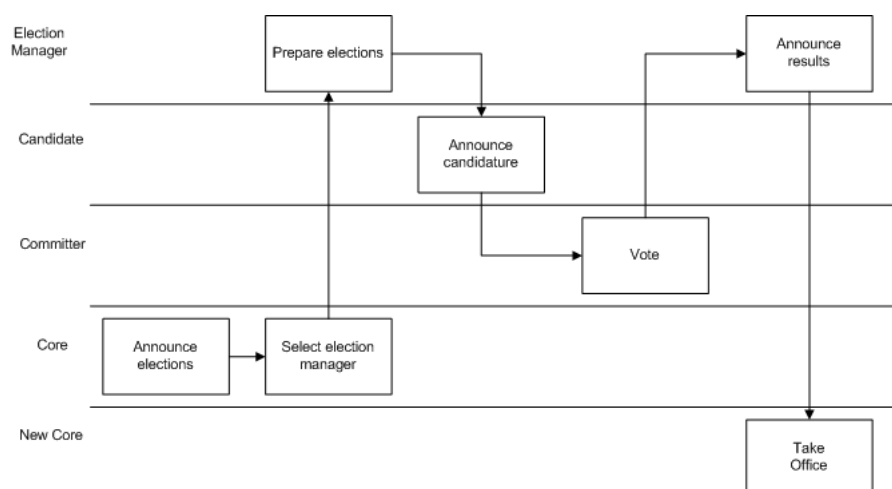 Election
Manager
Prepare elections
Announce
results
Candidate
Announce
candidature
Committer
Vote
Core
Announce
elections
Select election
manager
New Core
Take
Office